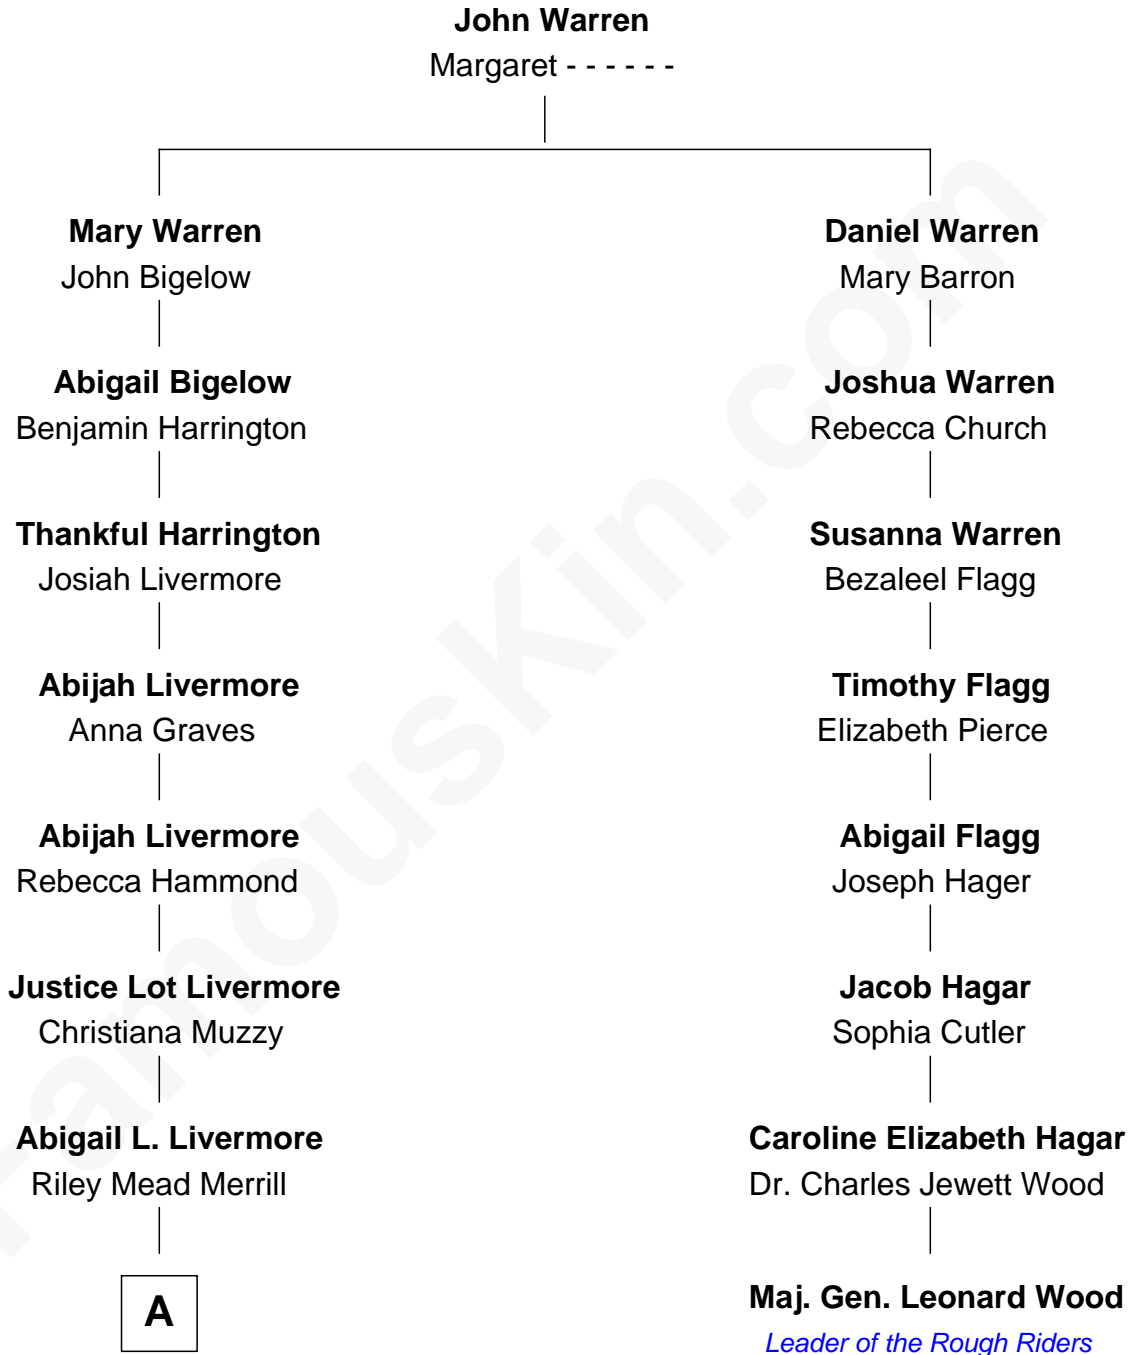 John Warren
Margaret - - - - - -
Mary Warren
John Bigelow
Daniel Warren
Mary Barron
Abigail Bigelow
Benjamin Harrington
Joshua Warren
Rebecca Church
Thankful Harrington
Josiah Livermore
Susanna Warren
Bezaleel Flagg
Abijah Livermore
Anna Graves
Timothy Flagg
Elizabeth Pierce
Abijah Livermore
Rebecca Hammond
Abigail Flagg
Joseph Hager
Justice Lot Livermore
Christiana Muzzy
Jacob Hagar
Sophia Cutler
Abigail L. Livermore
Riley Mead Merrill
Caroline Elizabeth Hagar
Dr. Charles Jewett Wood
A
Maj. Gen. Leonard Wood
Leader of the Rough Riders
FamousKin.com